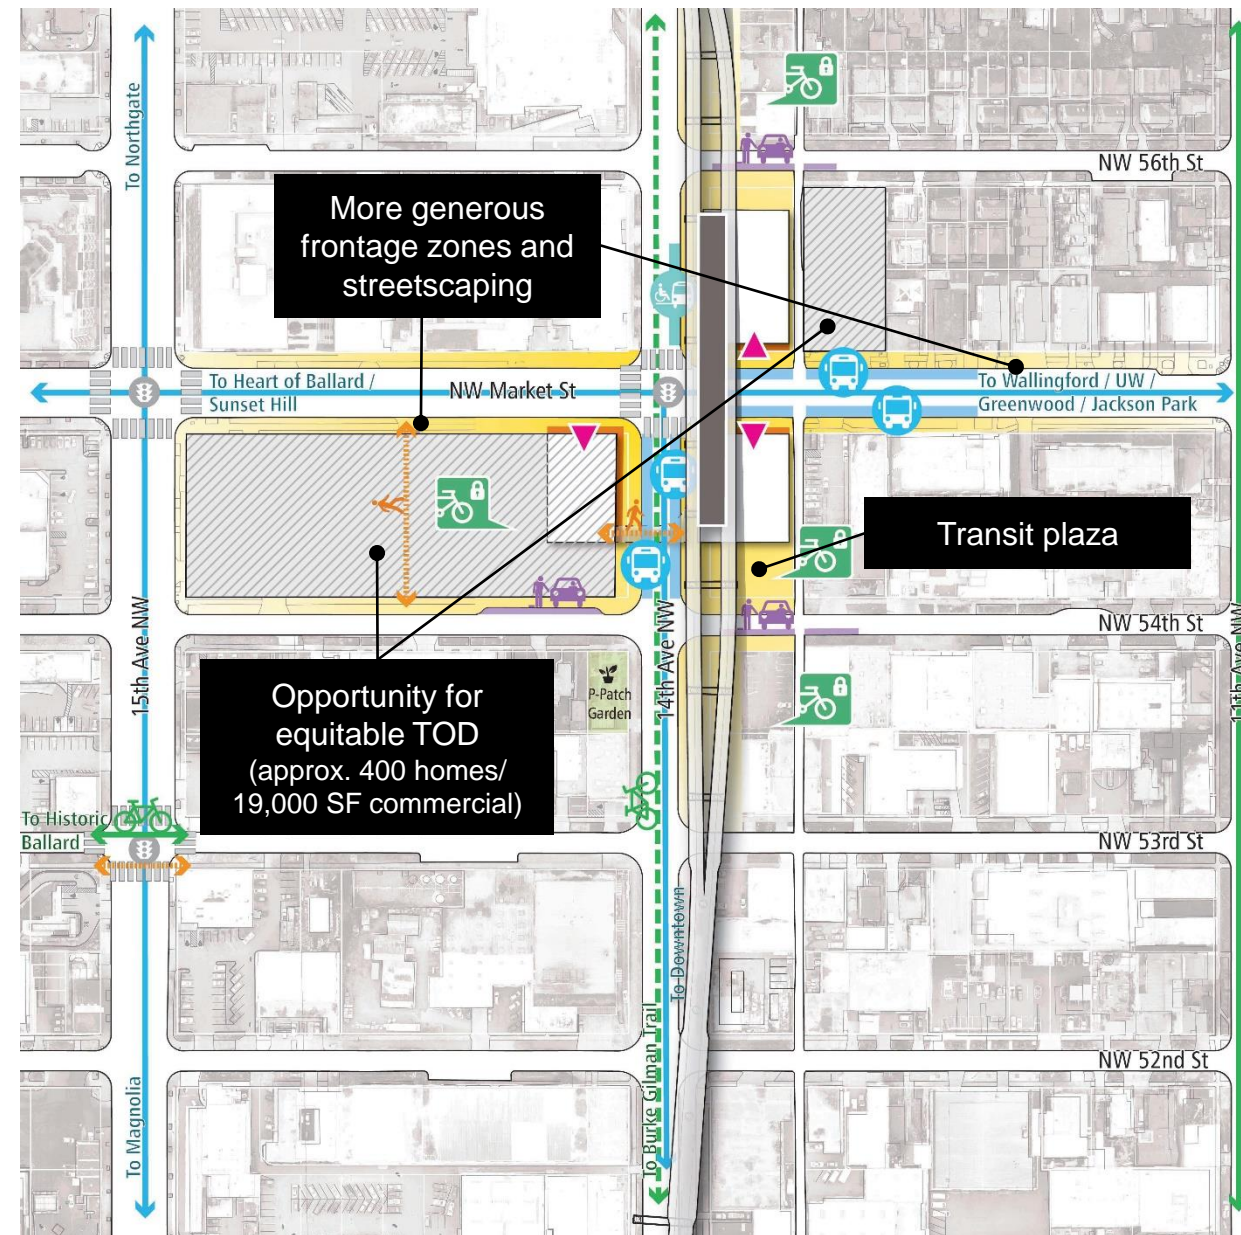 To Northgate
NW 56th St
More generous
frontage zones and
streetscaping
To Heart of Ballard /
Sunset Hill
NW Market St
To Wallingford / UW /
Greenwood / Jackson Park
Transit plaza
15th Ave NW
14th Ave NW
11th Ave NW
NW 54th St
P-Patch
Garden
Opportunity for
equitable TOD
(approx. 400 homes/
19,000 SF commercial)
To Historic
Ballard
NW 53rd St
To Downtown
To Burke Gilman Trail
To Magnolia
NW 52nd St